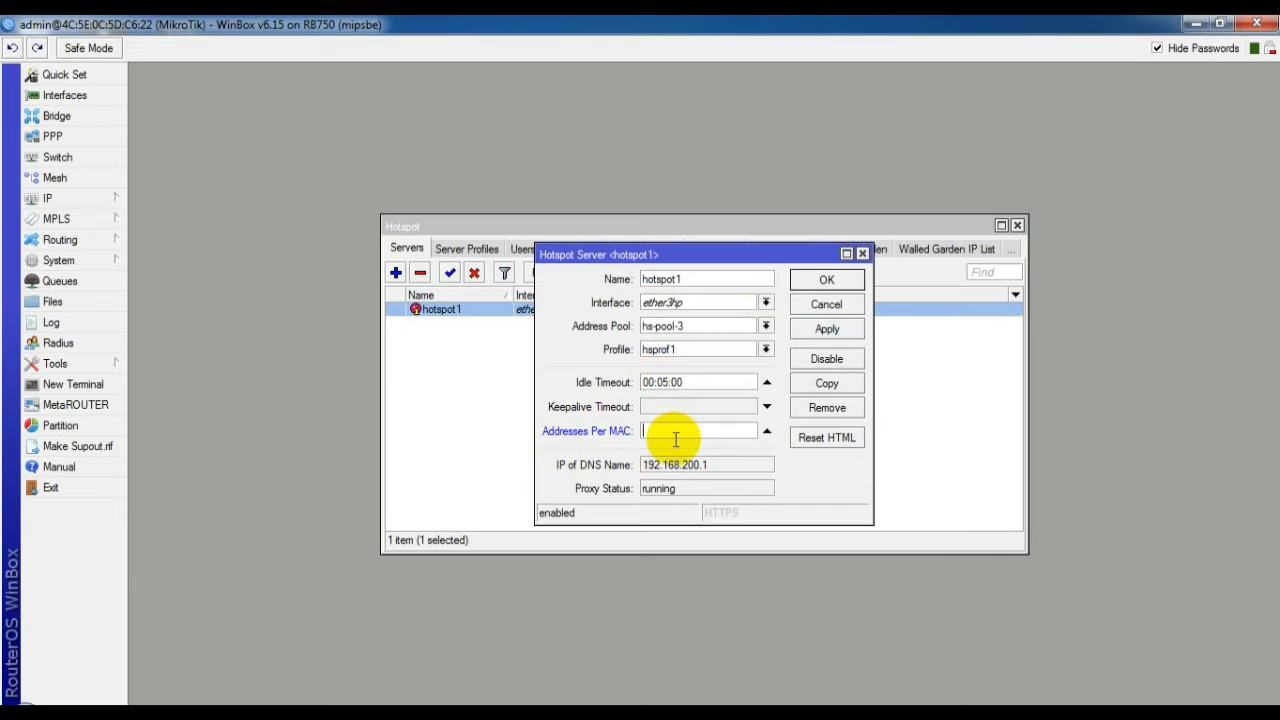 admin@4C:5E:0C:5D:C6:22 (MikroTik) - WinBox v6.15 on RB750 (mipsbe)
Safe Mode
Hide Passwords
Quick Set
Interfaces
Bridge
PPP
Switch
Mesh
IP
MPLS
Routing
System
Queues
Files
Log
Radius
Tools
New Terminal
MetaROUTER
Partition
Make Supout.rif
Manual
Exit
RouterOS WinBox
Hotspot
Servers Server Profiles Users den Walled Garden IP List ...
Find
Name Inter
hotspot1 ethe
1 item (1 selected)
Hotspot Server <hotspot1>
Name: hotspot1 OK
Interface: ether3hp Cancel
Address Pool: hs-pool-3 Apply
Profile: hsprof1
Disable
Idle Timeout: 00:05:00 Copy
Keepalive Timeout: Remove
Addresses Per MAC: Reset HTML
IP of DNS Name: 192.168.200.1
Proxy Status: running
enabled HTTPS